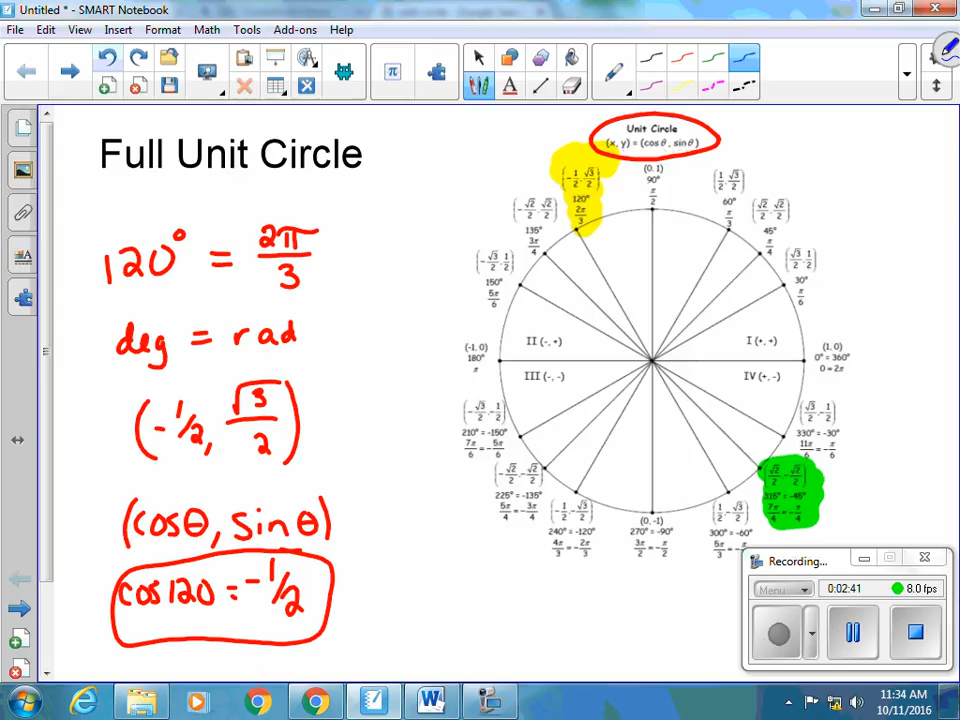 Untitled * - SMART Notebook
File Edit View Insert Format Math Tools Add-ons Help
Full Unit Circle
120° = 2π/3
deg = rad
(-1/2, √3/2)
(cosθ, sinθ)
cos120 = -1/2
Unit Circle
(x, y) = (cos θ, sin θ)
(-1/2, √3/2)
120°
2π/3
(0, 1)
90°
π/2
(1/2, √3/2)
60°
π/3
(-√2/2, √2/2)
135°
3π/4
(√2/2, √2/2)
45°
π/4
(-√3/2, 1/2)
150°
5π/6
(√3/2, 1/2)
30°
π/6
II (-, +)
I (+, +)
(-1, 0)
180°
π
(1, 0)
0° = 360°
0 = 2π
III (-, -)
IV (+, -)
(-√3/2, -1/2)
210° = -150°
7π/6 = -5π/6
(√3/2, -1/2)
330° = -30°
11π/6 = -π/6
(-√2/2, -√2/2)
225° = -135°
5π/4 = -3π/4
(√2/2, -√2/2)
315° = -45°
7π/4 = -π/4
(-1/2, -√3/2)
240° = -120°
4π/3 = -2π/3
(0, -1)
270° = -90°
3π/2 = -π/2
(1/2, -√3/2)
300° = -60°
5π/3 = -
Recording...
Menu
0:02:41
8.0 fps
11:34 AM
10/11/2016